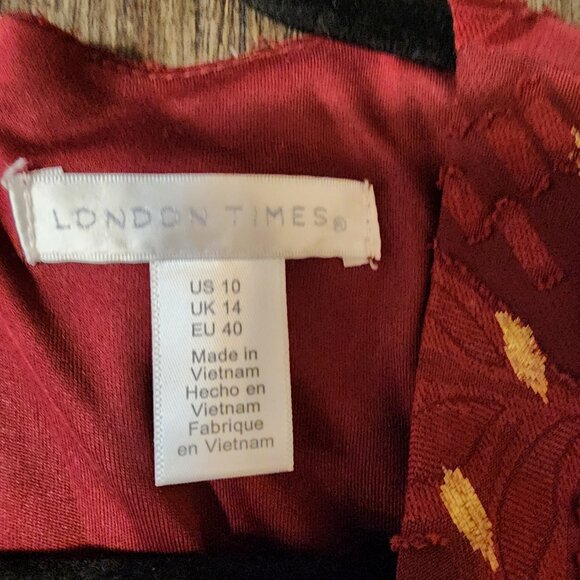 LONDON TIMES®
US 10
UK 14
EU 40
Made in
Vietnam
Hecho en
Vietnam
Fabrique
en Vietnam